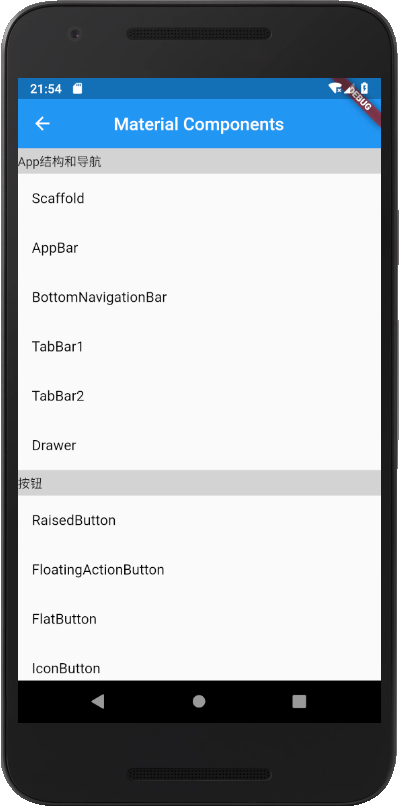 21:54
DEBUG
Material Components
App结构和导航
Scaffold
AppBar
BottomNavigationBar
TabBar1
TabBar2
Drawer
按钮
RaisedButton
FloatingActionButton
FlatButton
IconButton